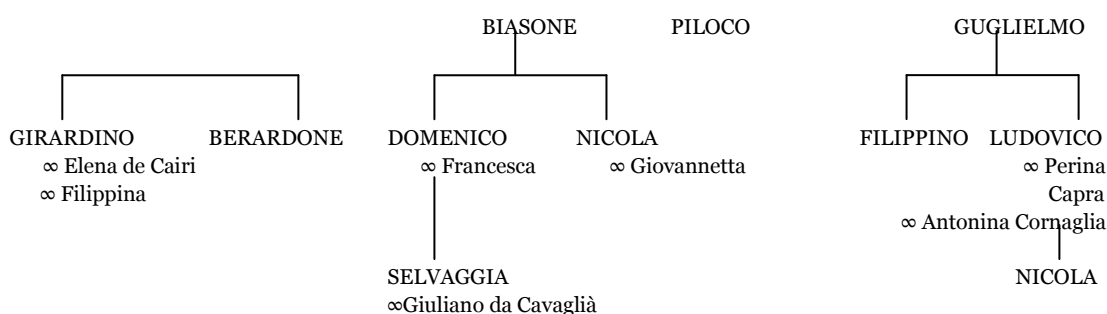 BIASONE PILOCO GUGLIELMO
GIRARDINO BERARDONE DOMENICO NICOLA FILIPPINO LUDOVICO
∞ Elena de Cairi ∞ Francesca ∞ Giovannetta ∞ Perina
∞ Filippina Capra
∞ Antonina Cornaglia
SELVAGGIA NICOLA
∞Giuliano da Cavaglià